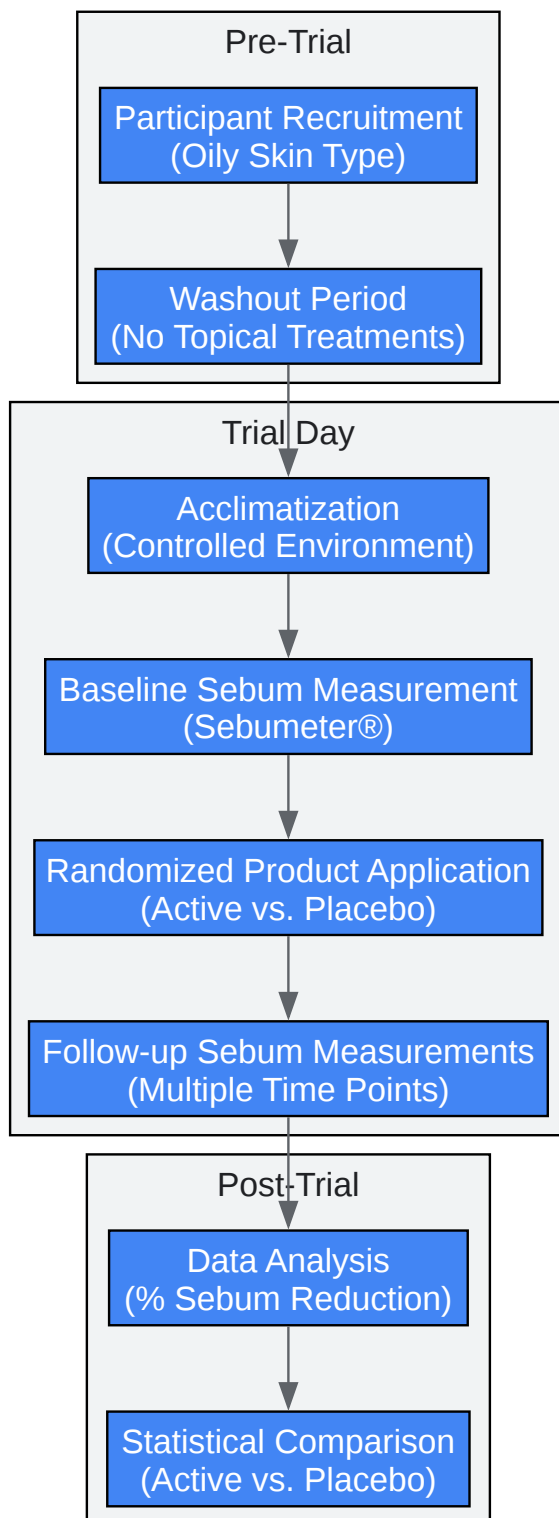 Pre-Trial
Participant Recruitment
(Oily Skin Type)
Washout Period
(No Topical Treatments)
Trial Day
Acclimatization
(Controlled Environment)
Baseline Sebum Measurement
(Sebumeter®)
Randomized Product Application
(Active vs. Placebo)
Follow-up Sebum Measurements
(Multiple Time Points)
Post-Trial
Data Analysis
(% Sebum Reduction)
Statistical Comparison
(Active vs. Placebo)